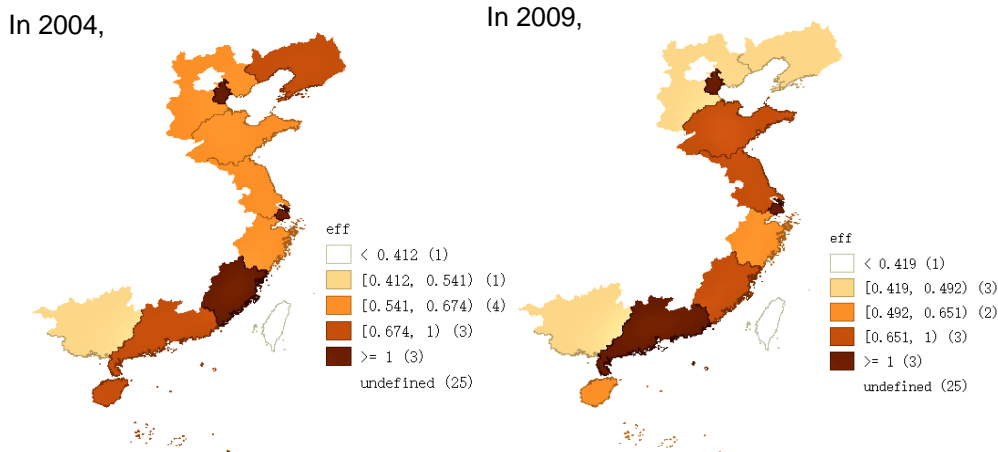 In 2004,
eff
< 0.412 (1)
[0.412, 0.541) (1)
[0.541, 0.674) (4)
[0.674, 1) (3)
>= 1 (3)
undefined (25)
In 2009,
eff
< 0.419 (1)
[0.419, 0.492) (3)
[0.492, 0.651) (2)
[0.651, 1) (3)
>= 1 (3)
undefined (25)